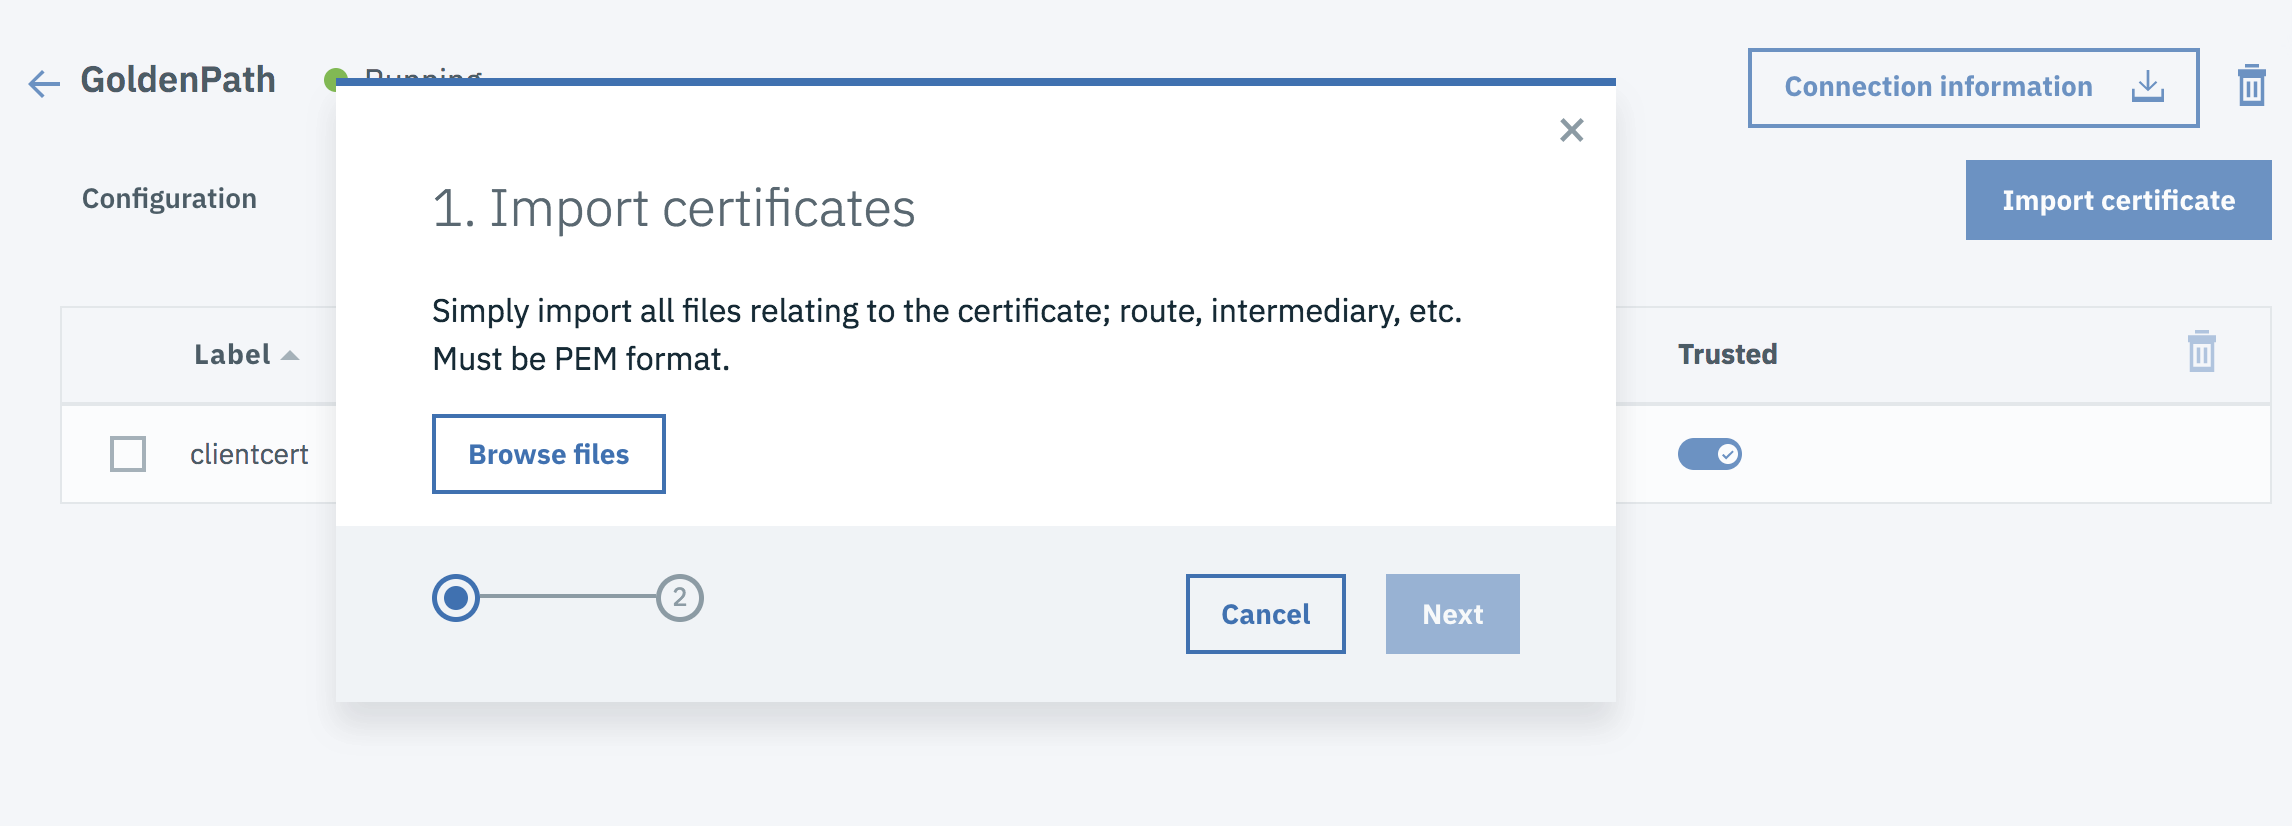 GoldenPath
Running
Connection information
Configuration
Import certificate
1. Import certificates
Simply import all files relating to the certificate; route, intermediary, etc.
Must be PEM format.
Browse files
Label
Trusted
clientcert
2
Cancel
Next